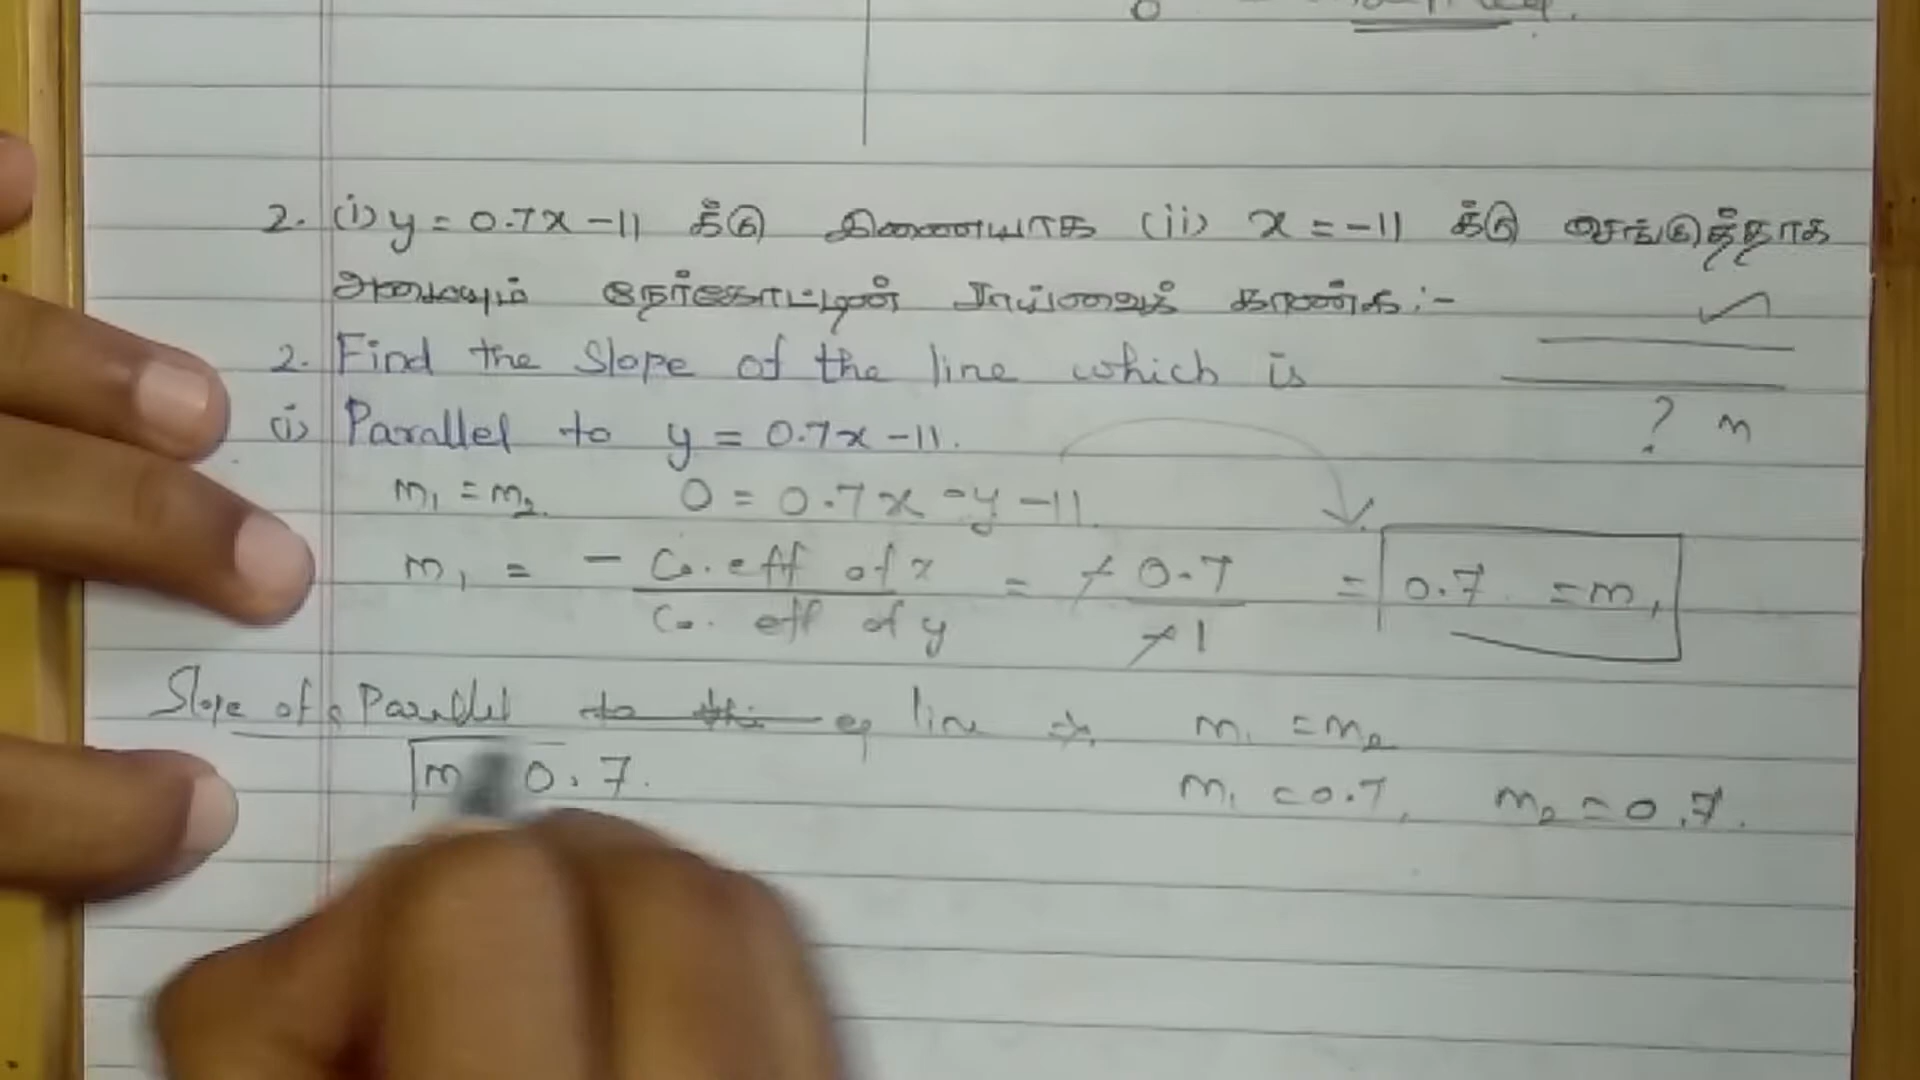 2. (i) y = 0.7x - 11 க்கு இணையாக (ii) x = -11 க்கு செங்குத்தாக
அமையும் நேர்கோட்டின் சாய்வைக் காண்க :-
2. Find the slope of the line which is
(i) Parallel to y = 0.7x - 11.
? m
m₁ = m₂ 0 = 0.7x - y - 11
m₁ = - Co. eff of x / Co. eff of y = - 0.7 / - 1 = 0.7 = m₁
Slope of Parallel to line m₁ = m₂
m 0.7. m₁ = 0.7, m₂ = 0.7.